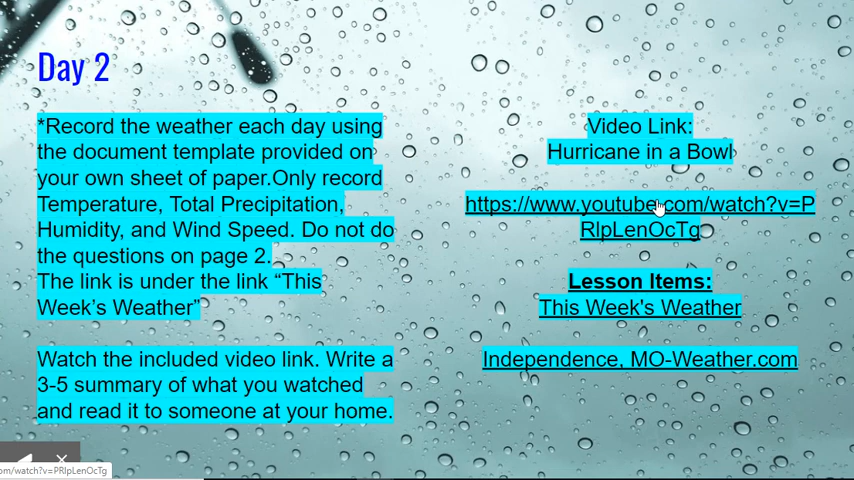 Day 2
*Record the weather each day using
the document template provided on
your own sheet of paper.Only record
Temperature, Total Precipitation,
Humidity, and Wind Speed. Do not do
the questions on page 2.
The link is under the link “This
Week’s Weather”
Watch the included video link. Write a
3-5 summary of what you watched
and read it to someone at your home.
Video Link:
Hurricane in a Bowl
https://www.youtube.com/watch?v=P
RlpLenOcTg
Lesson Items:
This Week's Weather
Independence, MO-Weather.com
om/watch?v=PRlpLenOcTg